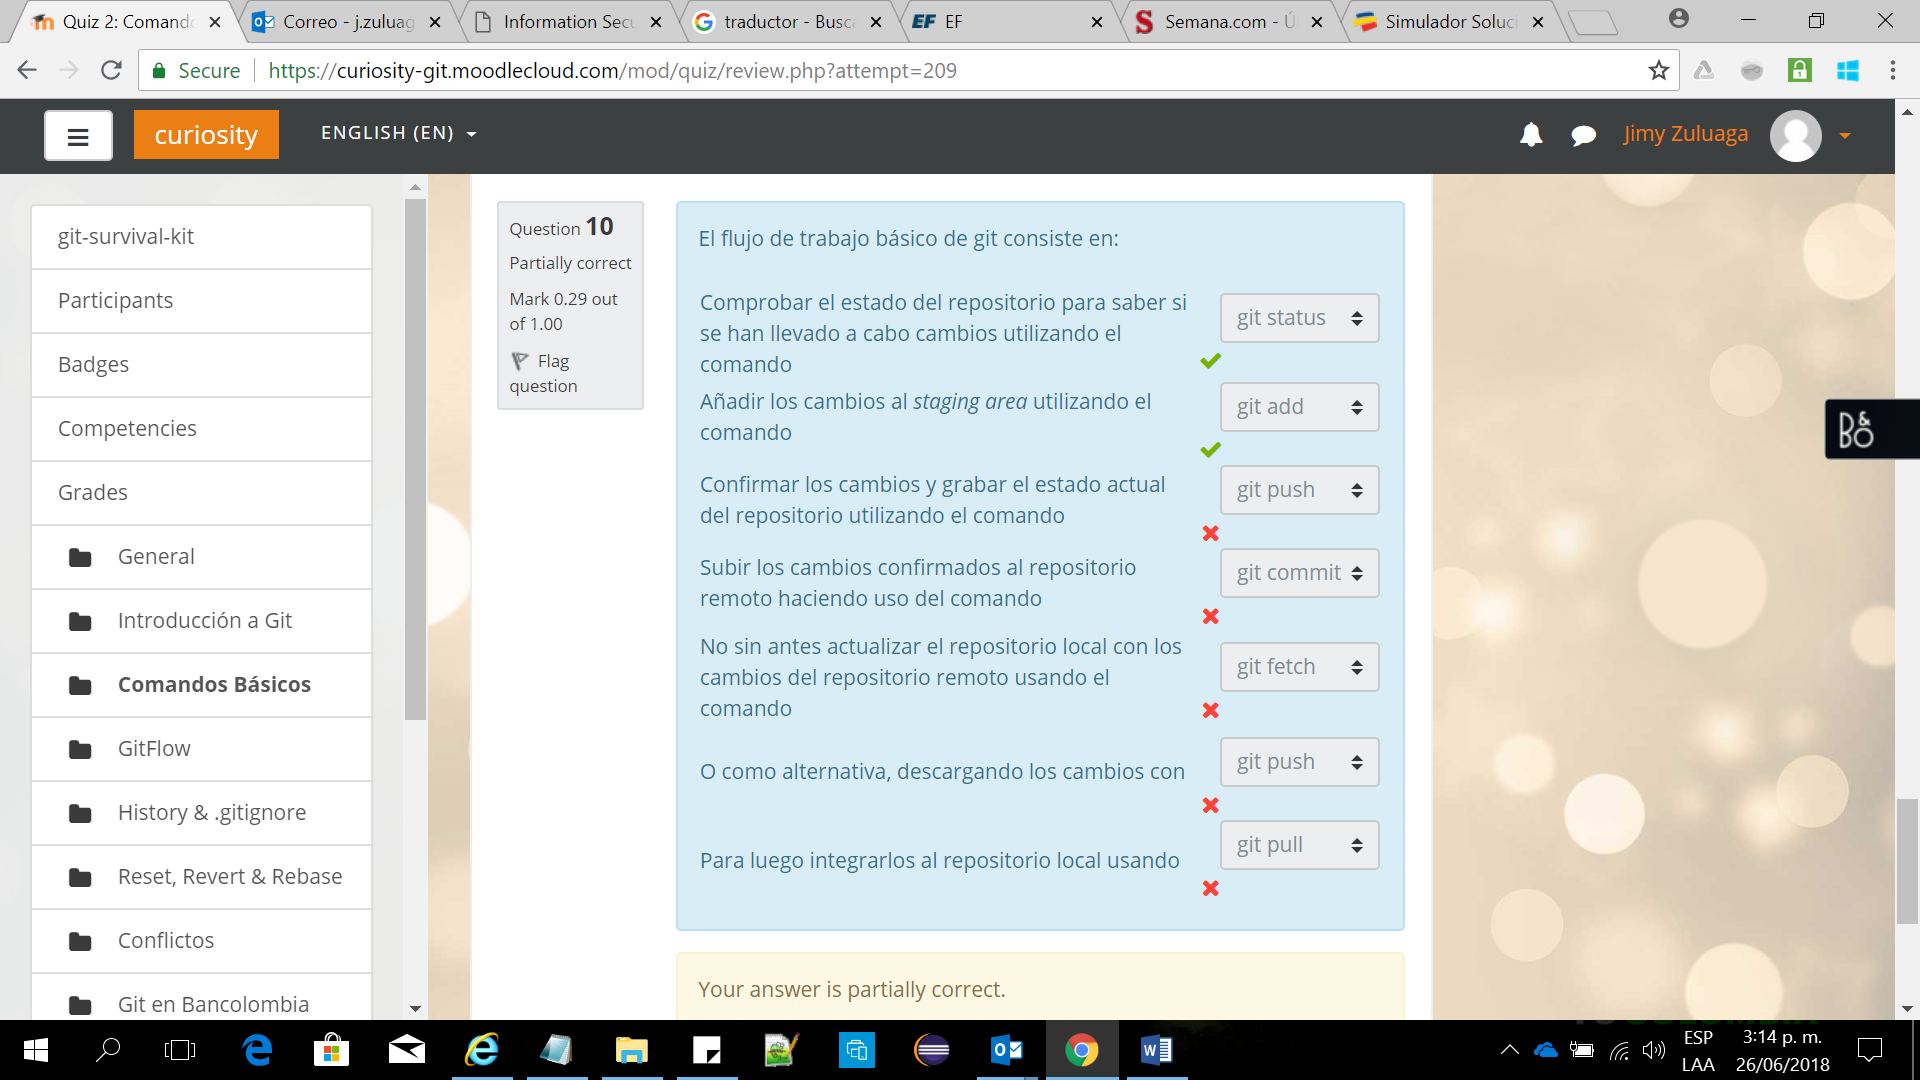 Quiz 2: Comando
Correo - j.zuluag
Information Secu
traductor - Busca
EF EF
S Semana.com - Ú
Simulador Soluc
Secure https://curiosity-git.moodlecloud.com/mod/quiz/review.php?attempt=209
curiosity
ENGLISH (EN)
Jimy Zuluaga
git-survival-kit
Participants
Badges
Competencies
Grades
General
Introducción a Git
Comandos Básicos
GitFlow
History & .gitignore
Reset, Revert & Rebase
Conflictos
Git en Bancolombia
Question 10
Partially correct
Mark 0.29 out
of 1.00
Flag
question
El flujo de trabajo básico de git consiste en:
Comprobar el estado del repositorio para saber si
se han llevado a cabo cambios utilizando el
comando
git status
Añadir los cambios al staging area utilizando el
comando
git add
Confirmar los cambios y grabar el estado actual
del repositorio utilizando el comando
git push
Subir los cambios confirmados al repositorio
remoto haciendo uso del comando
git commit
No sin antes actualizar el repositorio local con los
cambios del repositorio remoto usando el
comando
git fetch
O como alternativa, descargando los cambios con
git push
Para luego integrarlos al repositorio local usando
git pull
Your answer is partially correct.
B&O
ESP
LAA
3:14 p. m.
26/06/2018